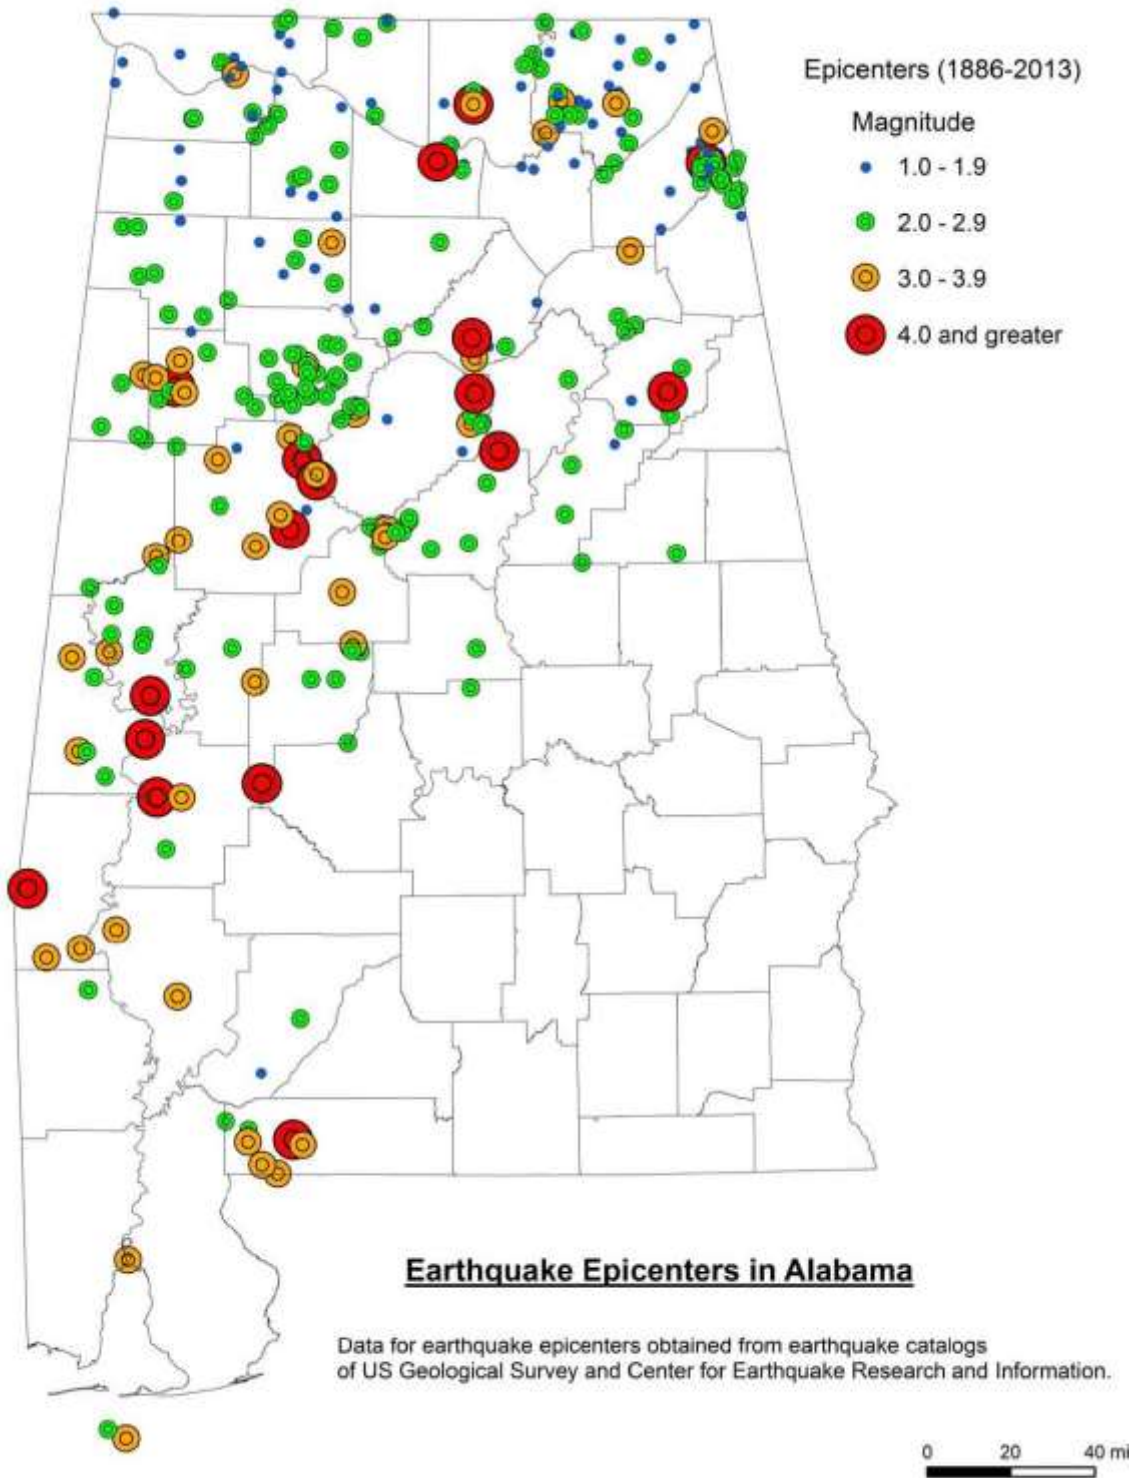 Epicenters (1886-2013)
Magnitude
1.0 - 1.9
2.0 - 2.9
3.0 - 3.9
4.0 and greater
Earthquake Epicenters in Alabama
Data for earthquake epicenters obtained from earthquake catalogs
of US Geological Survey and Center for Earthquake Research and Information.
0 20 40 mi